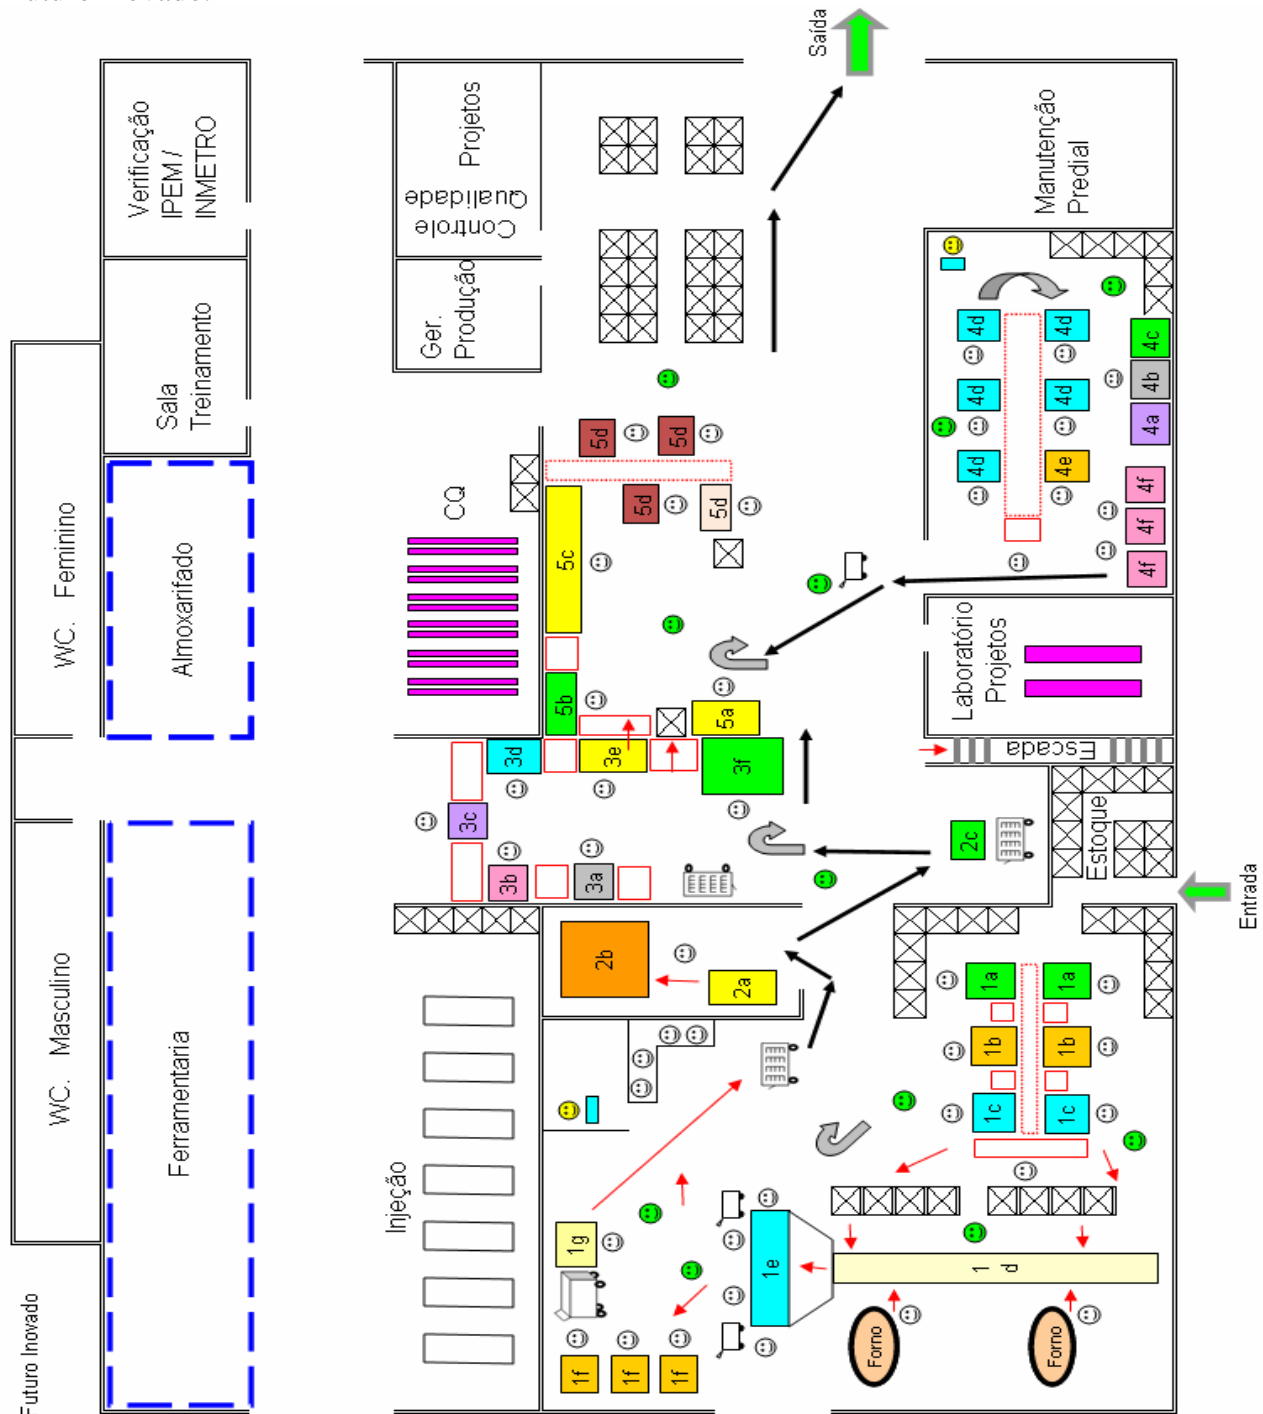 Saída
Verificação
IPEM /
INMETRO
Projetos
Controle
Qualidade
Manutenção
Predial
Sala
Treinamento
Ger.
Produção
4d
4d
4c
4b
4d
4d
4a
5d
5d
4d
4e
4f
4f
4f
5d
5d
WC. Feminino
Almoxarifado
CQ
5c
Laboratório
Projetos
5b
5a
3d
3e
3f
Escada
3c
2c
Estoque
3b
3a
Entrada
WC. Masculino
Ferramentaria
2b
2a
1a
1a
1b
1b
1c
1c
Injeção
1g
1e
1
d
1f
1f
1f
Forno
Forno
Futuro Inovado